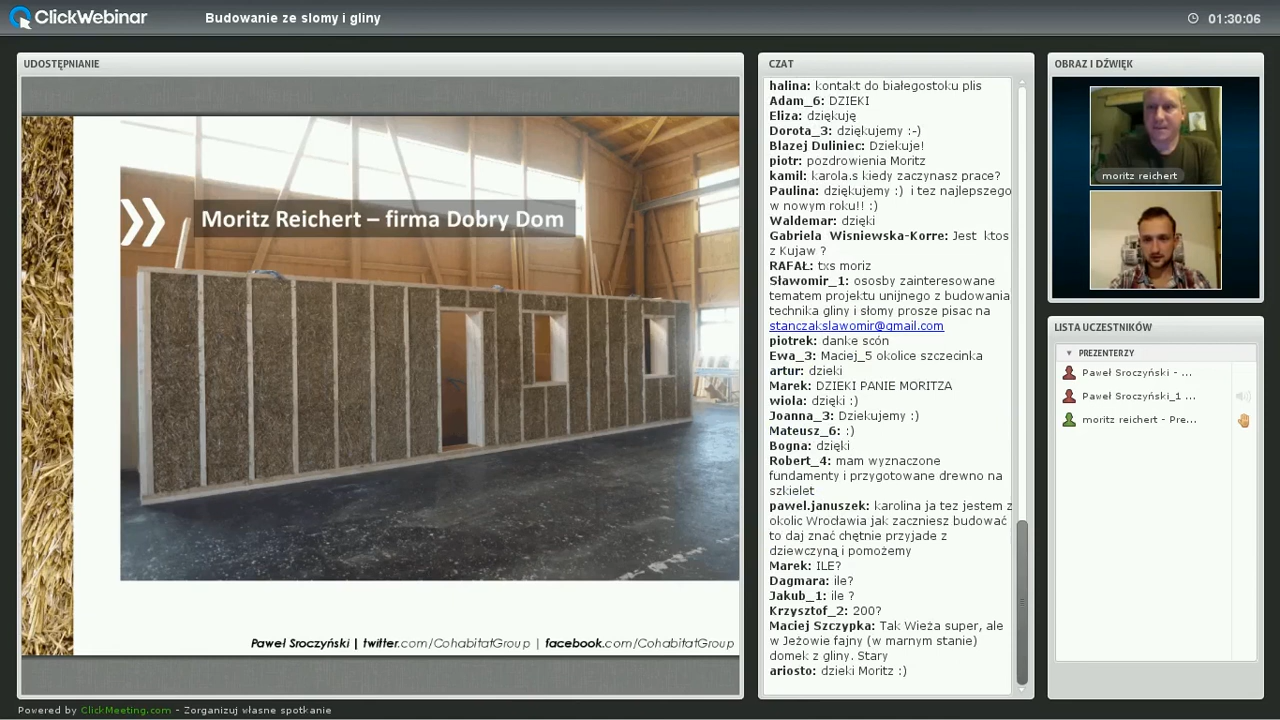 ClickWebinar
Budowanie ze slomy i gliny
01:30:06
UDOSTĘPNIANIE
Moritz Reichert – firma Dobry Dom
Paweł Sroczyński | twitter.com/CohabitatGroup | facebook.com/CohabitatGroup
CZAT
halina: kontakt do białegostoku plis
Adam_6: DZIEKI
Eliza: dziękuję
Dorota_3: dziękujemy :-)
Blazej Duliniec: Dziekuje!
piotr: pozdrowienia Moritz
kamil: karola.s kiedy zaczynasz prace?
Paulina: dziękujemy :) i tez najlepszego
w nowym roku!! :)
Waldemar: dzięki
Gabriela Wisniewska-Korre: Jest ktos
z Kujaw ?
RAFAŁ: txs moriz
Sławomir_1: ososby zainteresowane
tematem projektu unijnego z budowania
technika gliny i słomy prosze pisac na
stanczakslawomir@gmail.com
piotrek: danke scón
Ewa_3: Maciej_5 okolice szczecinka
artur: dzieki
Marek: DZIEKI PANIE MORITZA
wiola: dzięki :)
Joanna_3: Dziekujemy :)
Mateusz_6: :)
Bogna: dzięki
Robert_4: mam wyznaczone
fundamenty i przygotowane drewno na
szkielet
pawel.januszek: karolina ja tez jestem z
okolic Wrocławia jak zaczniesz budować
to daj znać chętnie przyjade z
dziewczyną i pomożemy
Marek: ILE?
Dagmara: ile?
Jakub_1: ile ?
Krzysztof_2: 200?
Maciej Szczypka: Tak Wieża super, ale
w Jeżowie fajny (w marnym stanie)
domek z gliny. Stary
ariosto: dzieki Moritz :)
OBRAZ I DŹWIĘK
moritz reichert
LISTA UCZESTNIKÓW
PREZENTERZY
Paweł Sroczyński - ...
Paweł Sroczyński_1 ...
moritz reichert - Pre...
Powered by ClickMeeting.com - Zorganizuj własne spotkanie